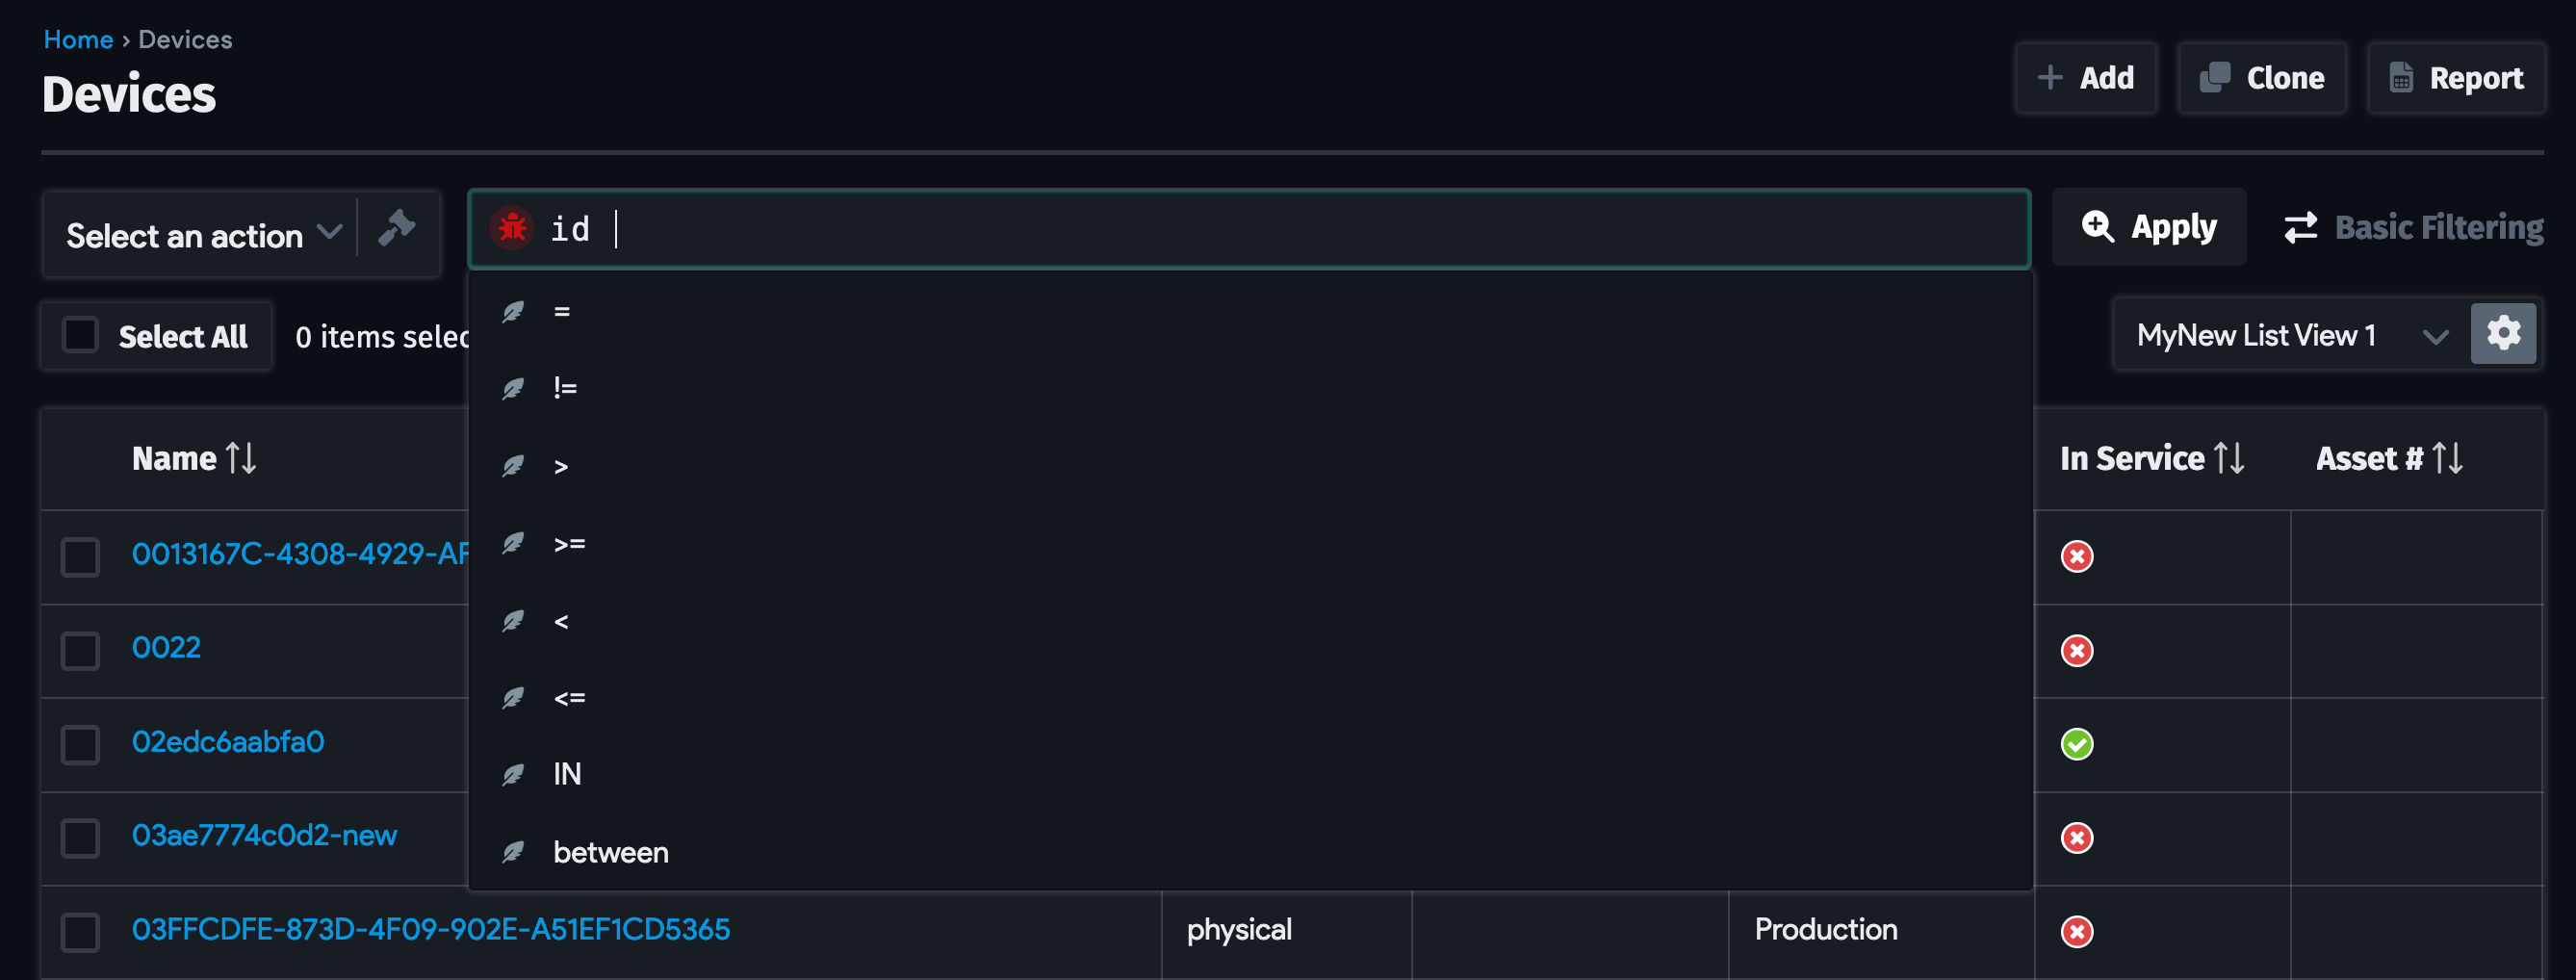 Home › Devices
Devices
Add
Clone
Report
Select an action
id
Apply
Basic Filtering
=
!=
>
>=
<
<=
IN
between
Select All
0 items selec
MyNew List View 1
Name
In Service
Asset #
0013167C-4308-4929-AF
0022
02edc6aabfa0
03ae7774c0d2-new
03FFCDFE-873D-4F09-902E-A51EF1CD5365
physical
Production